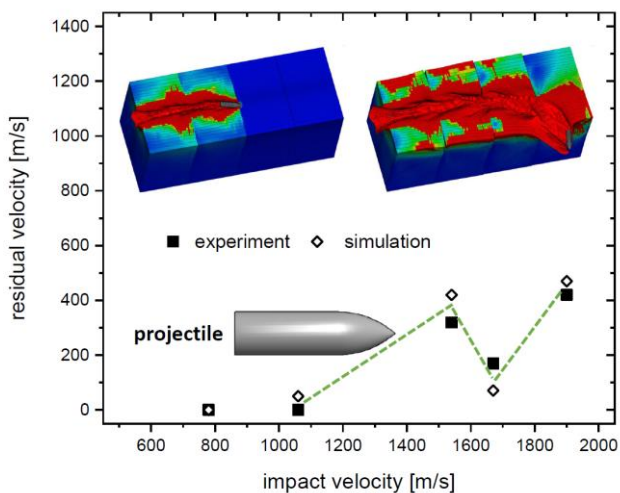 1400
1200
1000
800
600
400
200
0
residual velocity [m/s]
experiment simulation
projectile
600 800 1000 1200 1400 1600 1800 2000
impact velocity [m/s]